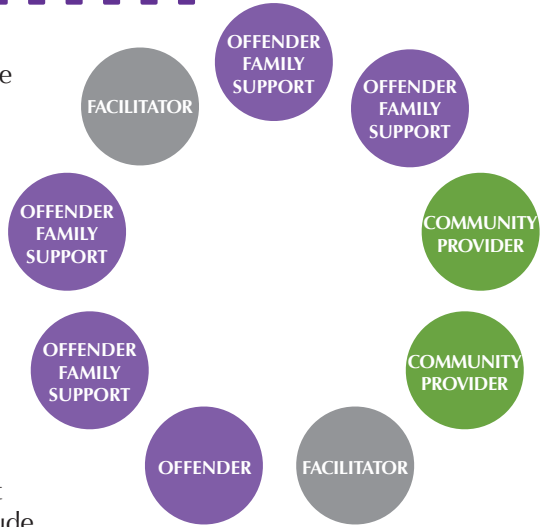 e
OFFENDER
FAMILY
SUPPORT
OFFENDER
FAMILY
SUPPORT
FACILITATOR
OFFENDER
FAMILY
SUPPORT
COMMUNITY
PROVIDER
OFFENDER
FAMILY
SUPPORT
COMMUNITY
PROVIDER
OFFENDER
FACILITATOR
ude